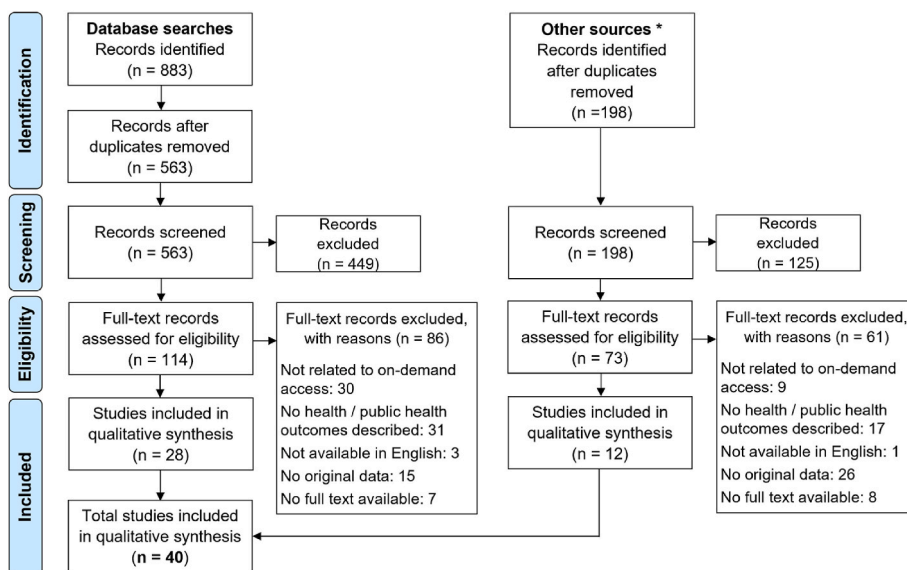 Identification
Database searches
Records identified
(n = 883)
Records after
duplicates removed
(n = 563)
Other sources *
Records identified
after duplicates
removed
(n =198)
Screening
Records screened
(n = 563)
Records
excluded
(n = 449)
Records screened
(n = 198)
Records
excluded
(n = 125)
Eligibility
Full-text records
assessed for eligibility
(n = 114)
Full-text records excluded,
with reasons (n = 86)
Not related to on-demand
access: 30
No health / public health
outcomes described: 31
Not available in English: 3
No original data: 15
No full text available: 7
Full-text records
assessed for eligibility
(n = 73)
Full-text records excluded,
with reasons (n = 61)
Not related to on-demand
access: 9
No health / public health
outcomes described: 17
Not available in English: 1
No original data: 26
No full text available: 8
Included
Studies included in
qualitative synthesis
(n = 28)
Studies included in
qualitative synthesis
(n = 12)
Total studies included
in qualitative synthesis
(n = 40)